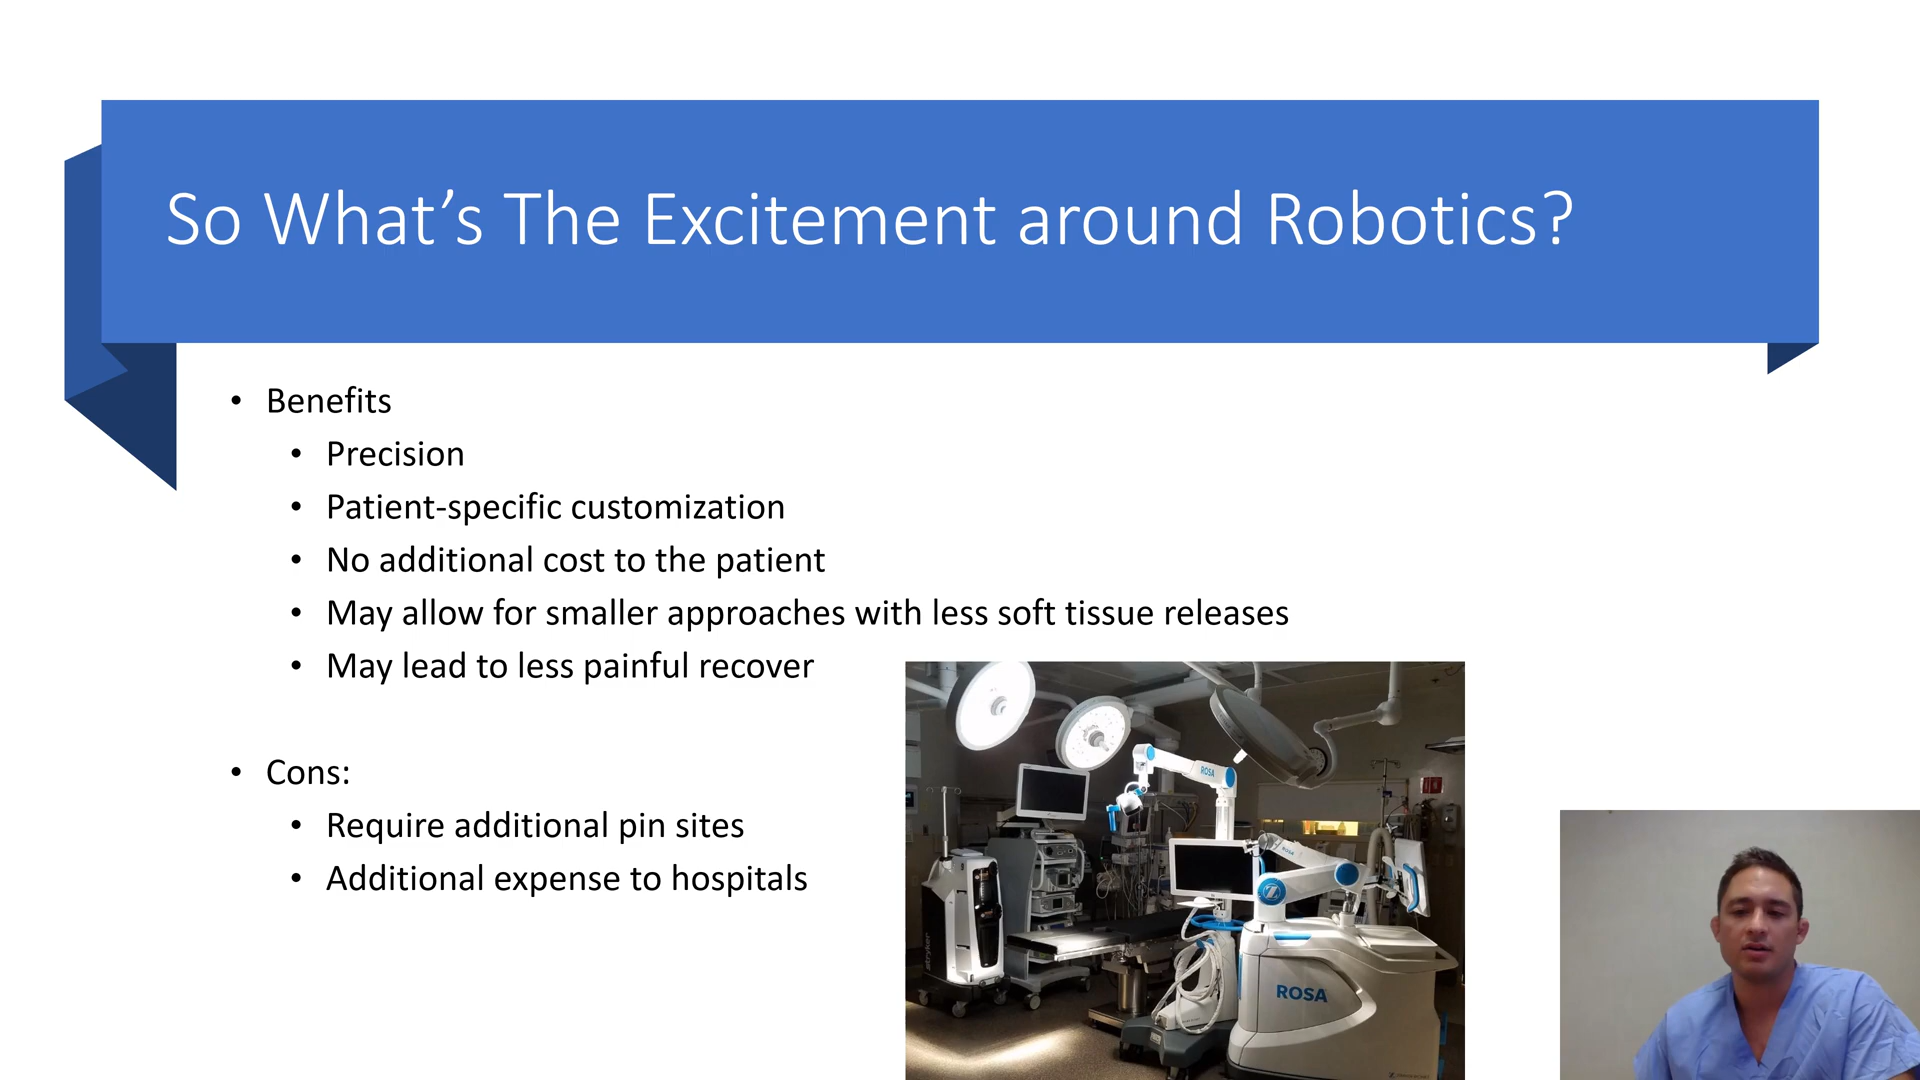 So What’s The Excitement around Robotics?
• Benefits
• Precision
• Patient-specific customization
• No additional cost to the patient
• May allow for smaller approaches with less soft tissue releases
• May lead to less painful recover
• Cons:
• Require additional pin sites
• Additional expense to hospitals
ROSA
ROSA
stryker
ROSA